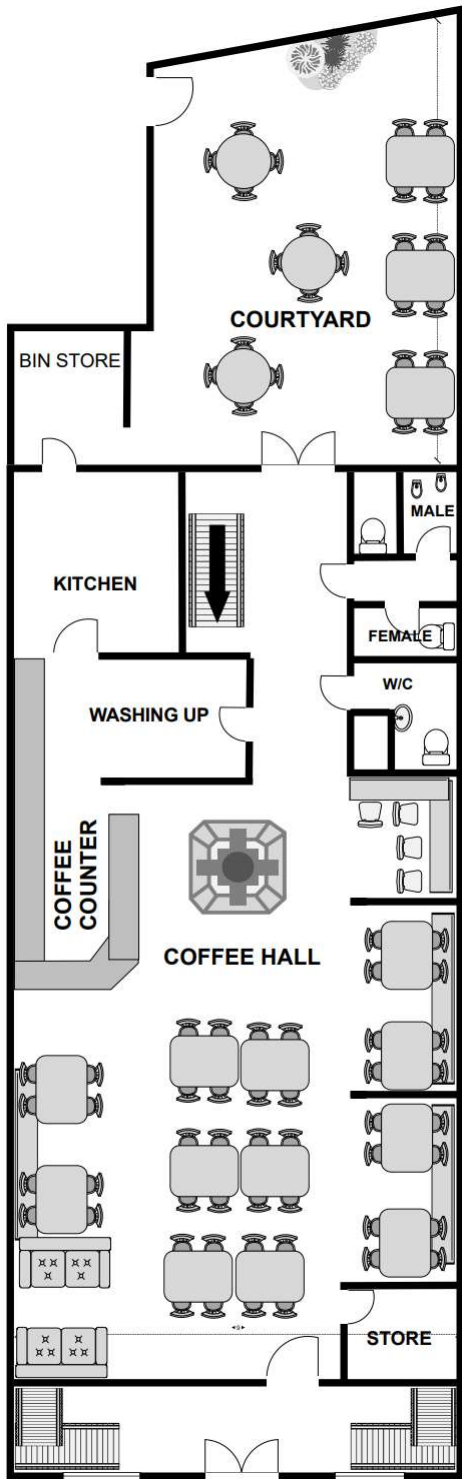 COURTYARD
BIN STORE
MALE
KITCHEN
FEMALE
W/C
WASHING UP
COFFEE
COUNTER
COFFEE HALL
STORE